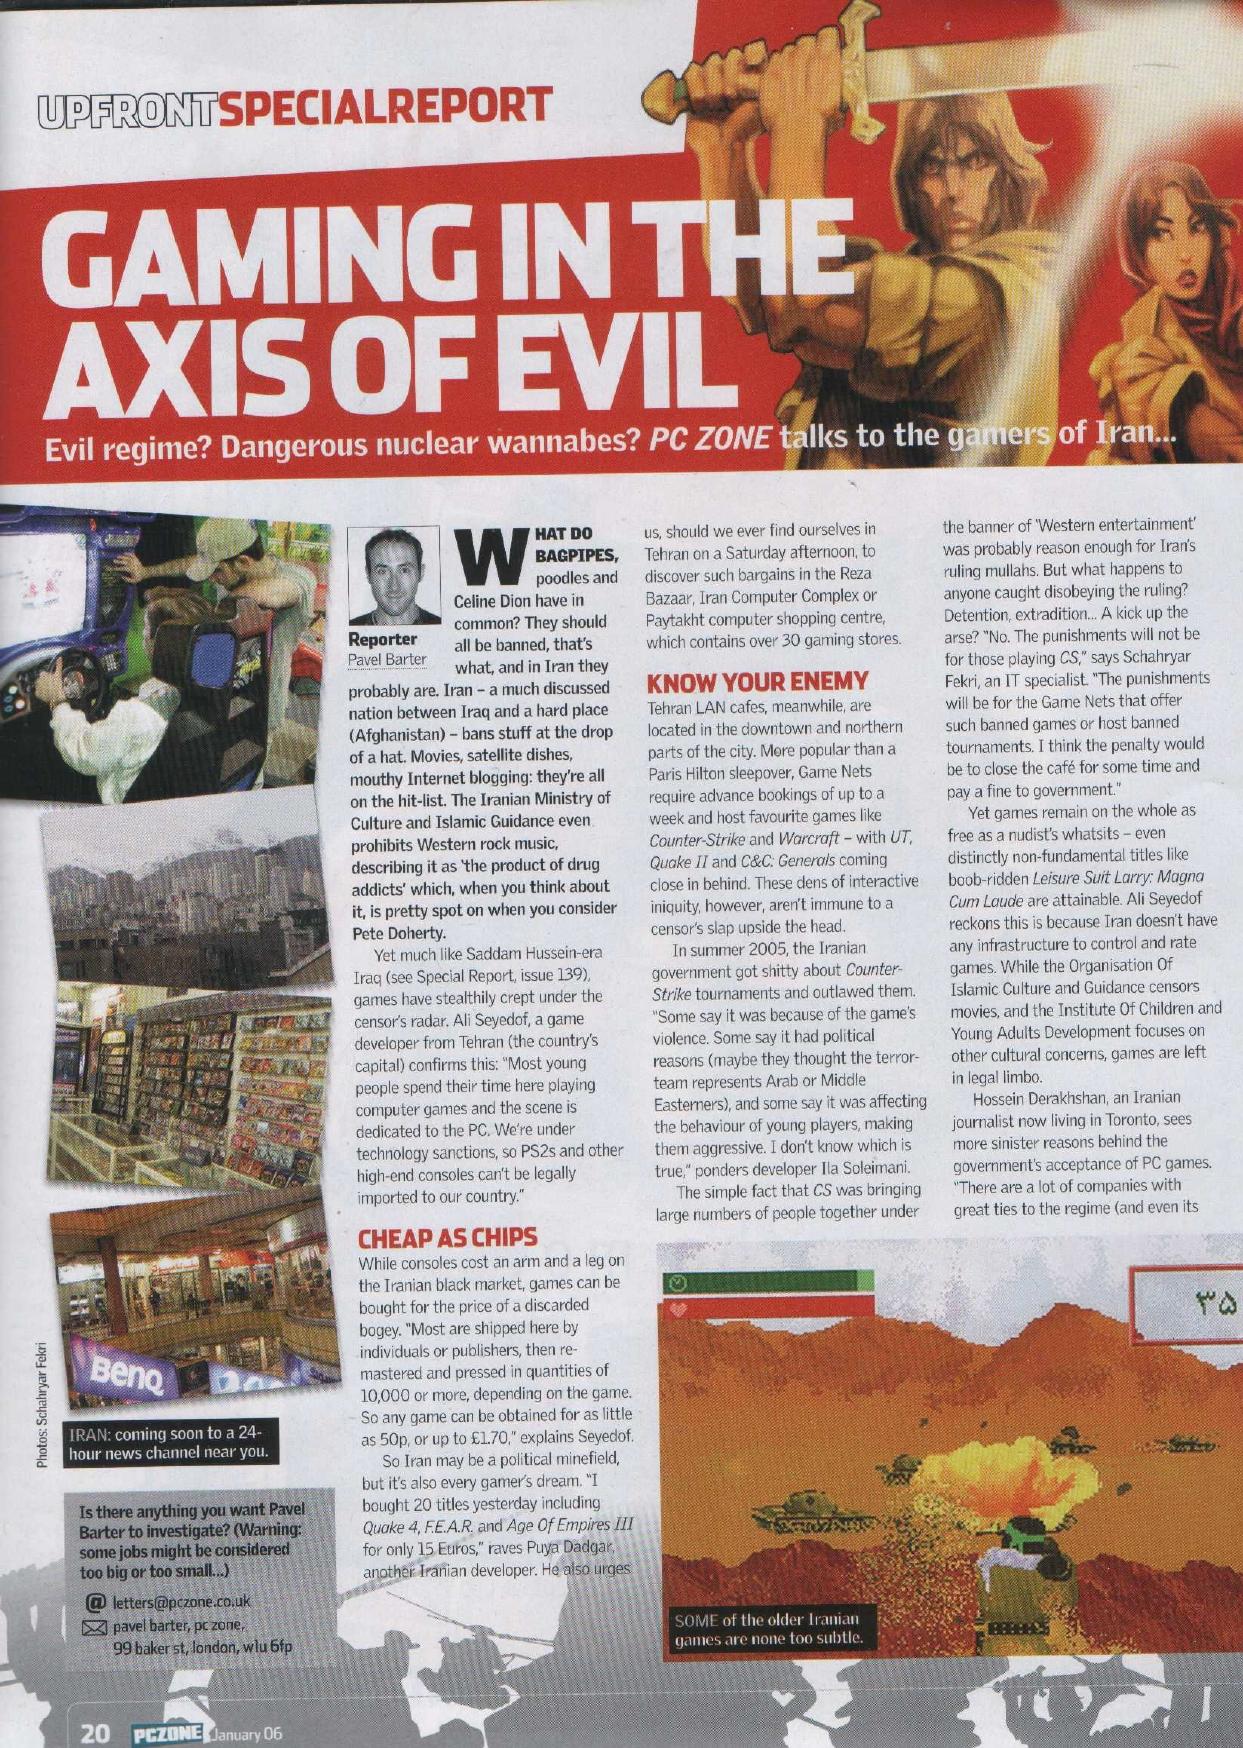 UPFRONTSPECIALREPORT
GAMING IN THE
AXIS OF EVIL
Evil regime? Dangerous nuclear wannabes? PC ZONE talks to the gamers of Iran...
Reporter
Pavel Barter
WHAT DO
BAGPIPES,
poodles and
Celine Dion have in
common? They should
all be banned, that's
what, and in Iran they
probably are. Iran – a much discussed
nation between Iraq and a hard place
(Afghanistan) – bans stuff at the drop
of a hat. Movies, satellite dishes,
mouthy Internet blogging: they're all
on the hit-list. The Iranian Ministry of
Culture and Islamic Guidance even
prohibits Western rock music,
describing it as 'the product of drug
addicts' which, when you think about
it, is pretty spot on when you consider
Pete Doherty.
Yet much like Saddam Hussein-era
Iraq (see Special Report, issue 139),
games have stealthily crept under the
censor's radar. Ali Seyedof, a game
developer from Tehran (the country's
capital) confirms this: "Most young
people spend their time here playing
computer games and the scene is
dedicated to the PC. We're under
technology sanctions, so PS2s and other
high-end consoles can't be legally
imported to our country."
CHEAP AS CHIPS
While consoles cost an arm and a leg on
the Iranian black market, games can be
bought for the price of a discarded
bogey. "Most are shipped here by
individuals or publishers, then re-
mastered and pressed in quantities of
10,000 or more, depending on the game.
So any game can be obtained for as little
as 50p, or up to £1.70," explains Seyedof.
So Iran may be a political minefield,
but it's also every gamer's dream. "I
bought 20 titles yesterday including
Quake 4, F.E.A.R. and Age Of Empires III
for only 15 Euros," raves Puya Dadgar,
another Iranian developer. He also urges
us, should we ever find ourselves in
Tehran on a Saturday afternoon, to
discover such bargains in the Reza
Bazaar, Iran Computer Complex or
Paytakht computer shopping centre,
which contains over 30 gaming stores.
KNOW YOUR ENEMY
Tehran LAN cafes, meanwhile, are
located in the downtown and northern
parts of the city. More popular than a
Paris Hilton sleepover, Game Nets
require advance bookings of up to a
week and host favourite games like
Counter-Strike and Warcraft – with UT,
Quake II and C&C: Generals coming
close in behind. These dens of interactive
iniquity, however, aren't immune to a
censor's slap upside the head.
In summer 2005, the Iranian
government got shitty about Counter-
Strike tournaments and outlawed them.
"Some say it was because of the game's
violence. Some say it had political
reasons (maybe they thought the terror-
team represents Arab or Middle
Easterners), and some say it was affecting
the behaviour of young players, making
them aggressive. I don't know which is
true," ponders developer Ila Soleimani.
The simple fact that CS was bringing
large numbers of people together under
the banner of 'Western entertainment'
was probably reason enough for Iran's
ruling mullahs. But what happens to
anyone caught disobeying the ruling?
Detention, extradition... A kick up the
arse? "No. The punishments will not be
for those playing CS," says Schahryar
Fekri, an IT specialist. "The punishments
will be for the Game Nets that offer
such banned games or host banned
tournaments. I think the penalty would
be to close the café for some time and
pay a fine to government."
Yet games remain on the whole as
free as a nudist's whatsits – even
distinctly non-fundamental titles like
boob-ridden Leisure Suit Larry: Magna
Cum Laude are attainable. Ali Seyedof
reckons this is because Iran doesn't have
any infrastructure to control and rate
games. While the Organisation Of
Islamic Culture and Guidance censors
movies, and the Institute Of Children and
Young Adults Development focuses on
other cultural concerns, games are left
in legal limbo.
Hossein Derakhshan, an Iranian
journalist now living in Toronto, sees
more sinister reasons behind the
government's acceptance of PC games.
"There are a lot of companies with
great ties to the regime (and even its
BenQ
Photos: Schahryar Fekri
IRAN: coming soon to a 24-
hour news channel near you.
Is there anything you want Pavel
Barter to investigate? (Warning:
some jobs might be considered
too big or too small...)
@ letters@pczone.co.uk
pavel barter, pc zone,
99 baker st, london, w1u 6fp
۳۵
SOME of the older Iranian
games are none too subtle.
20 PCZONE January 06